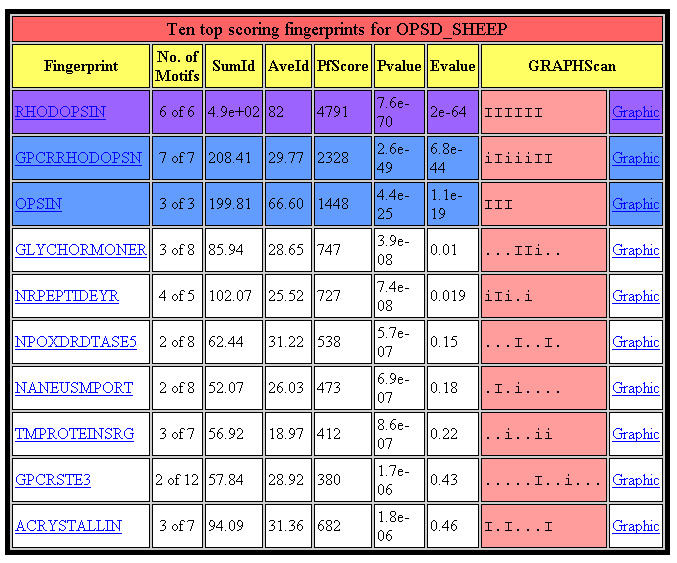 Ten top scoring fingerprints for OPSD_SHEEP
Fingerprint No. of Motifs SumId AveId PfScore Pvalue Evalue GRAPHScan
RHODOPSIN 6 of 6 4.9e+02 82 4791 7.6e-70 2e-64 IIIIII Graphic
GPCRRHODOPSN 7 of 7 208.41 29.77 2328 2.6e-49 6.8e-44 iIiiiII Graphic
OPSIN 3 of 3 199.81 66.60 1448 4.4e-25 1.1e-19 III Graphic
GLYCHORMONER 3 of 8 85.94 28.65 747 3.9e-08 0.01 ...IIi.. Graphic
NRPEPTIDEYR 4 of 5 102.07 25.52 727 7.4e-08 0.019 iIi.i Graphic
NPOXDRDTASE5 2 of 8 62.44 31.22 538 5.7e-07 0.15 ...I..I. Graphic
NANEUSMPORT 2 of 8 52.07 26.03 473 6.9e-07 0.18 .I.i.... Graphic
TMPROTEINSRG 3 of 7 56.92 18.97 412 8.6e-07 0.22 ..i..ii Graphic
GPCRSTE3 2 of 12 57.84 28.92 380 1.7e-06 0.43 .....I..i... Graphic
ACRYSTALLIN 3 of 7 94.09 31.36 682 1.8e-06 0.46 I.I...I Graphic